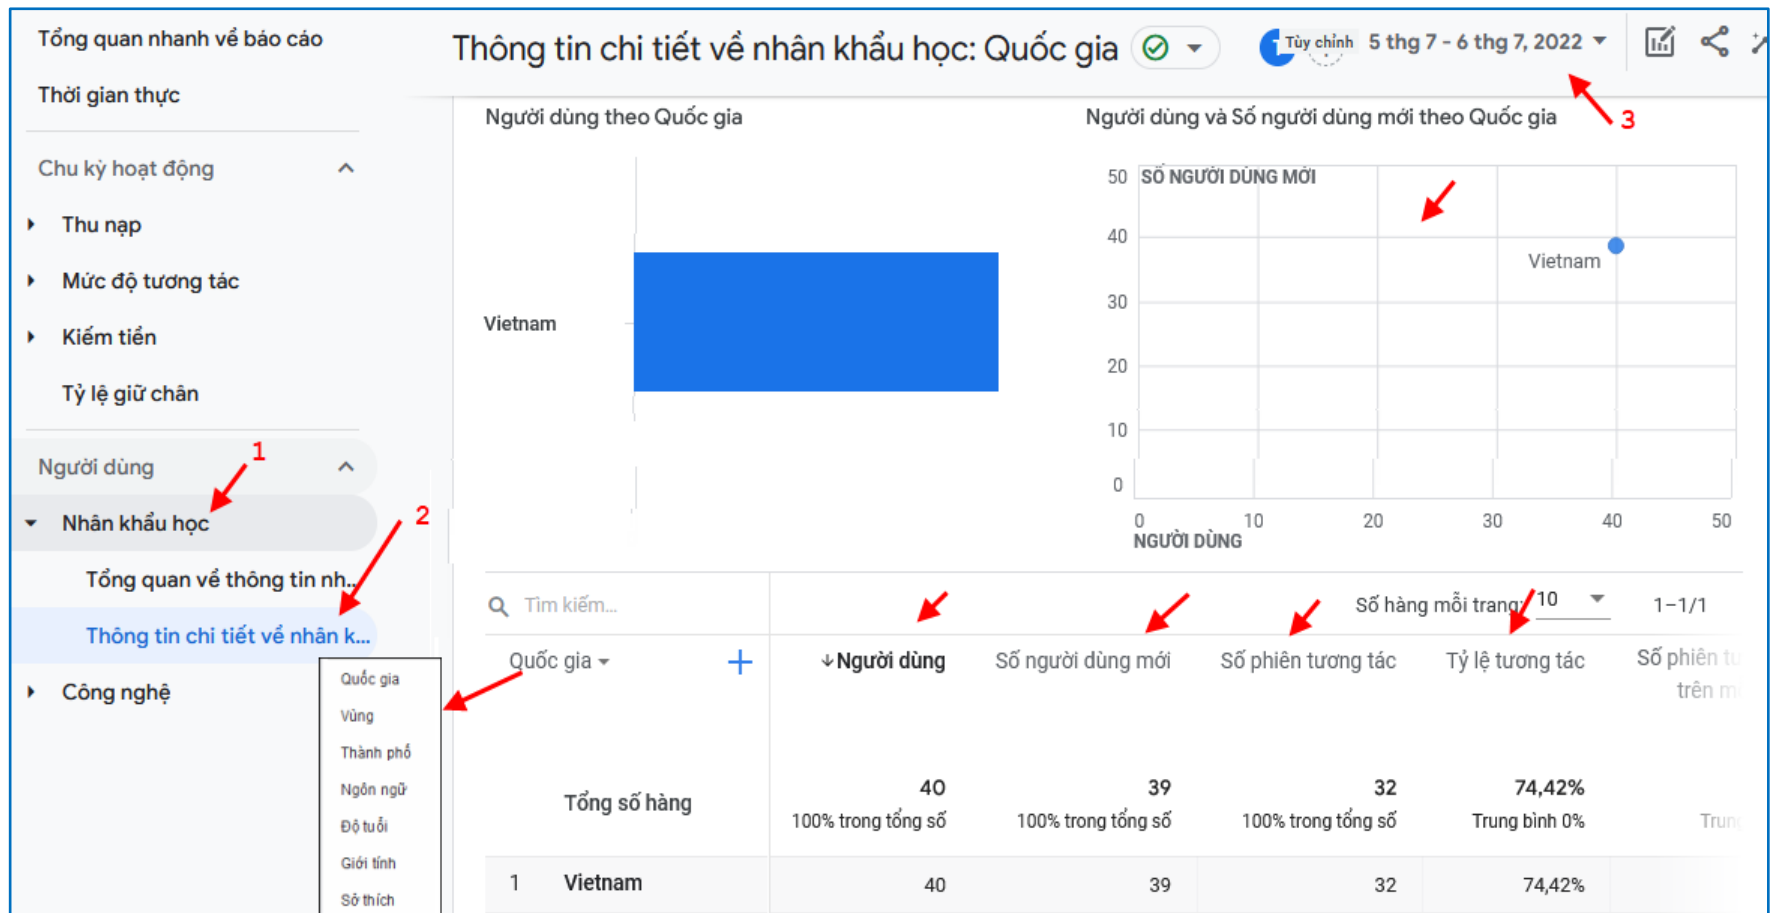 Tổng quan nhanh về báo cáo
Thời gian thực
Chu kỳ hoạt động
Thu nạp
Mức độ tương tác
Kiếm tiền
Tỷ lệ giữ chân
Người dùng
1
Nhân khẩu học
2
Tổng quan về thông tin nh...
Thông tin chi tiết về nhân k...
Công nghệ
Quốc gia
Vùng
Thành phố
Ngôn ngữ
Độ tuổi
Giới tính
Sở thích
Thông tin chi tiết về nhân khẩu học: Quốc gia
Tùy chỉnh 5 thg 7 - 6 thg 7, 2022
3
Người dùng theo Quốc gia
Vietnam
Người dùng và Số người dùng mới theo Quốc gia
SỐ NGƯỜI DÙNG MỚI
50
40
30
20
10
0
Vietnam
0 10 20 30 40 50
NGƯỜI DÙNG
Tìm kiếm...
Số hàng mỗi trang: 10 1–1/1
Quốc gia + ↓Người dùng Số người dùng mới Số phiên tương tác Tỷ lệ tương tác Số phiên
trên
Tổng số hàng 40 39 32 74,42%
100% trong tổng số 100% trong tổng số 100% trong tổng số Trung bình 0%
1 Vietnam 40 39 32 74,42%